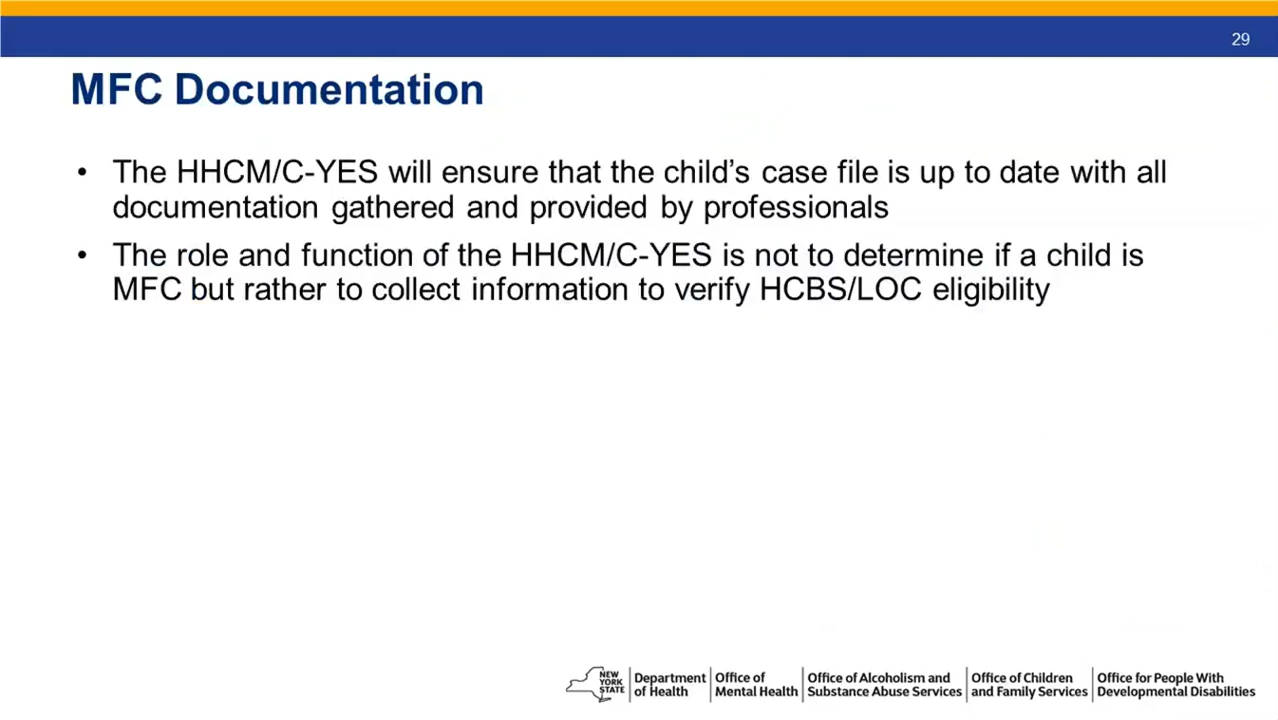 29
MFC Documentation
• The HHCM/C-YES will ensure that the child’s case file is up to date with all
documentation gathered and provided by professionals
• The role and function of the HHCM/C-YES is not to determine if a child is
MFC but rather to collect information to verify HCBS/LOC eligibility
NEW
YORK
STATE
Department
of Health
Office of
Mental Health
Office of Alcoholism and
Substance Abuse Services
Office of Children
and Family Services
Office for People With
Developmental Disabilities